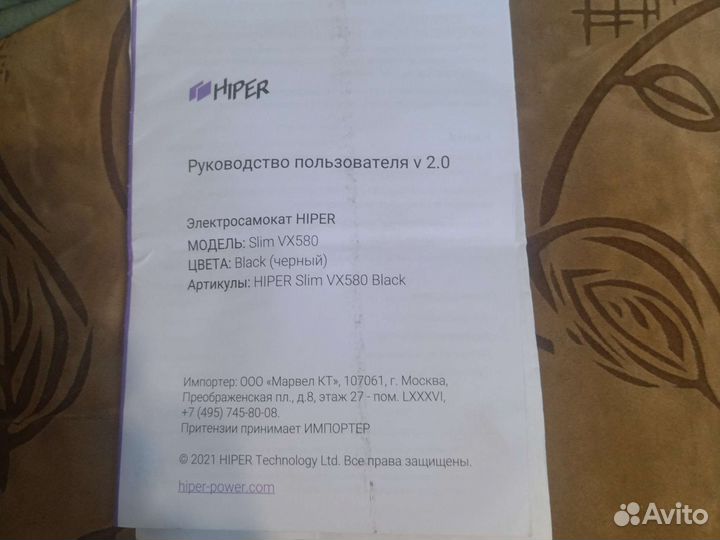 HIPER
Руководство пользователя v 2.0
Электросамокат HIPER
МОДЕЛЬ: Slim VX580
ЦВЕТА: Black (черный)
Артикулы: HIPER Slim VX580 Black
Импортер: ООО «Марвел КТ», 107061, г. Москва,
Преображенская пл., д.8, этаж 27 - пом. LXXXVI,
+7 (495) 745-80-08.
Притензии принимает ИМПОРТЕР
© 2021 HIPER Technology Ltd. Все права защищены.
hiper-power.com
Avito